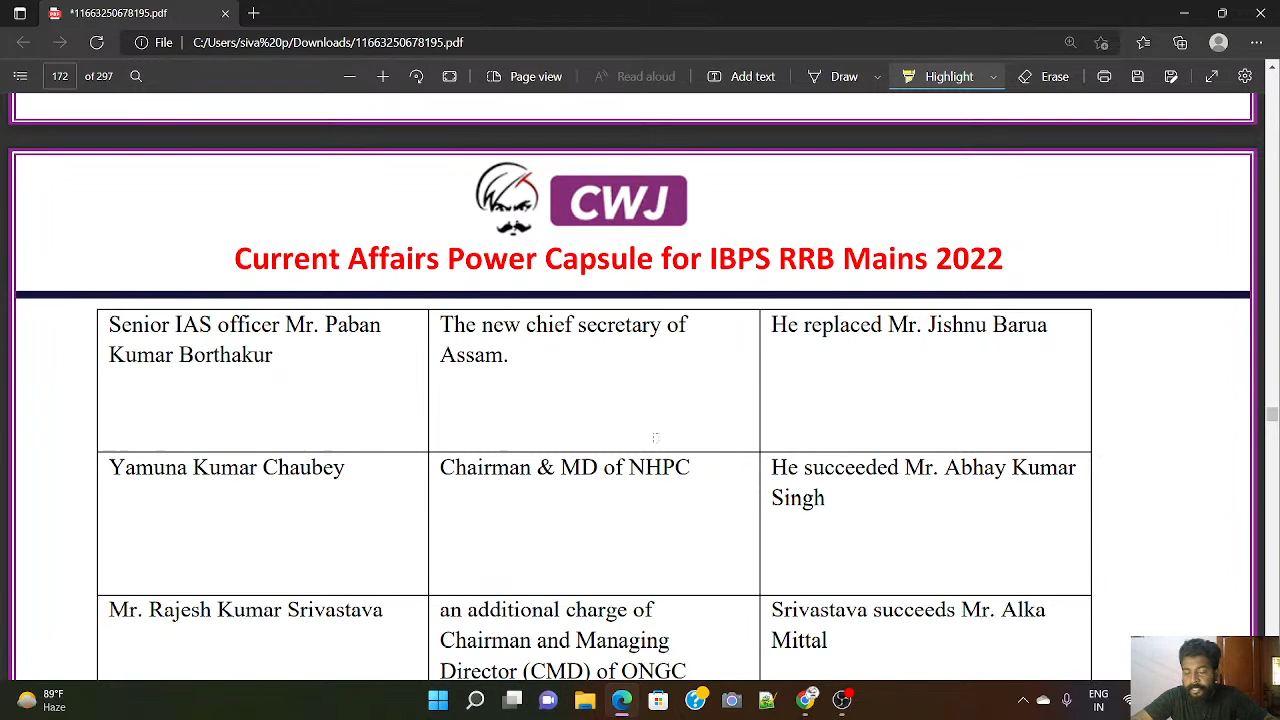 *11663250678195.pdf
File C:/Users/siva%20p/Downloads/11663250678195.pdf
172 of 297 Page view Read aloud Add text Draw Highlight Erase
CWJ
Current Affairs Power Capsule for IBPS RRB Mains 2022
Senior IAS officer Mr. Paban
Kumar Borthakur
The new chief secretary of
Assam.
He replaced Mr. Jishnu Barua
Yamuna Kumar Chaubey
Chairman & MD of NHPC
He succeeded Mr. Abhay Kumar
Singh
Mr. Rajesh Kumar Srivastava
an additional charge of
Chairman and Managing
Director (CMD) of ONGC
Srivastava succeeds Mr. Alka
Mittal
89°F
Haze
ENG
IN